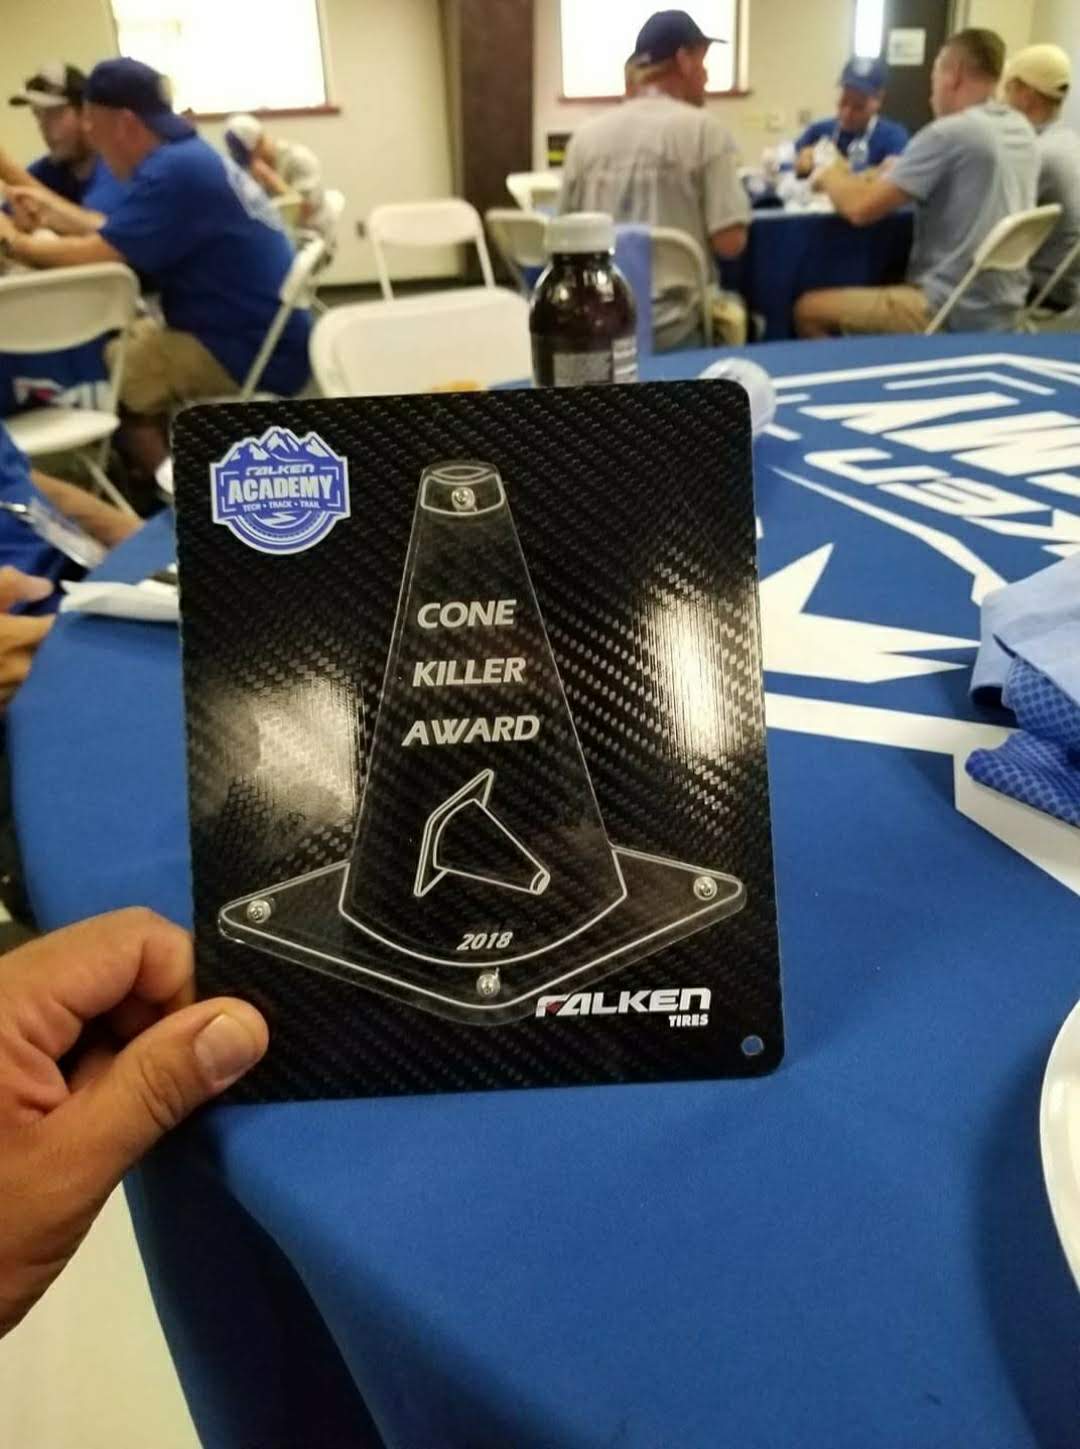 FALKEN
ACADEMY
TECH • TRACK • TRAIL
CONE
KILLER
AWARD
2018
FALKEN
TIRES